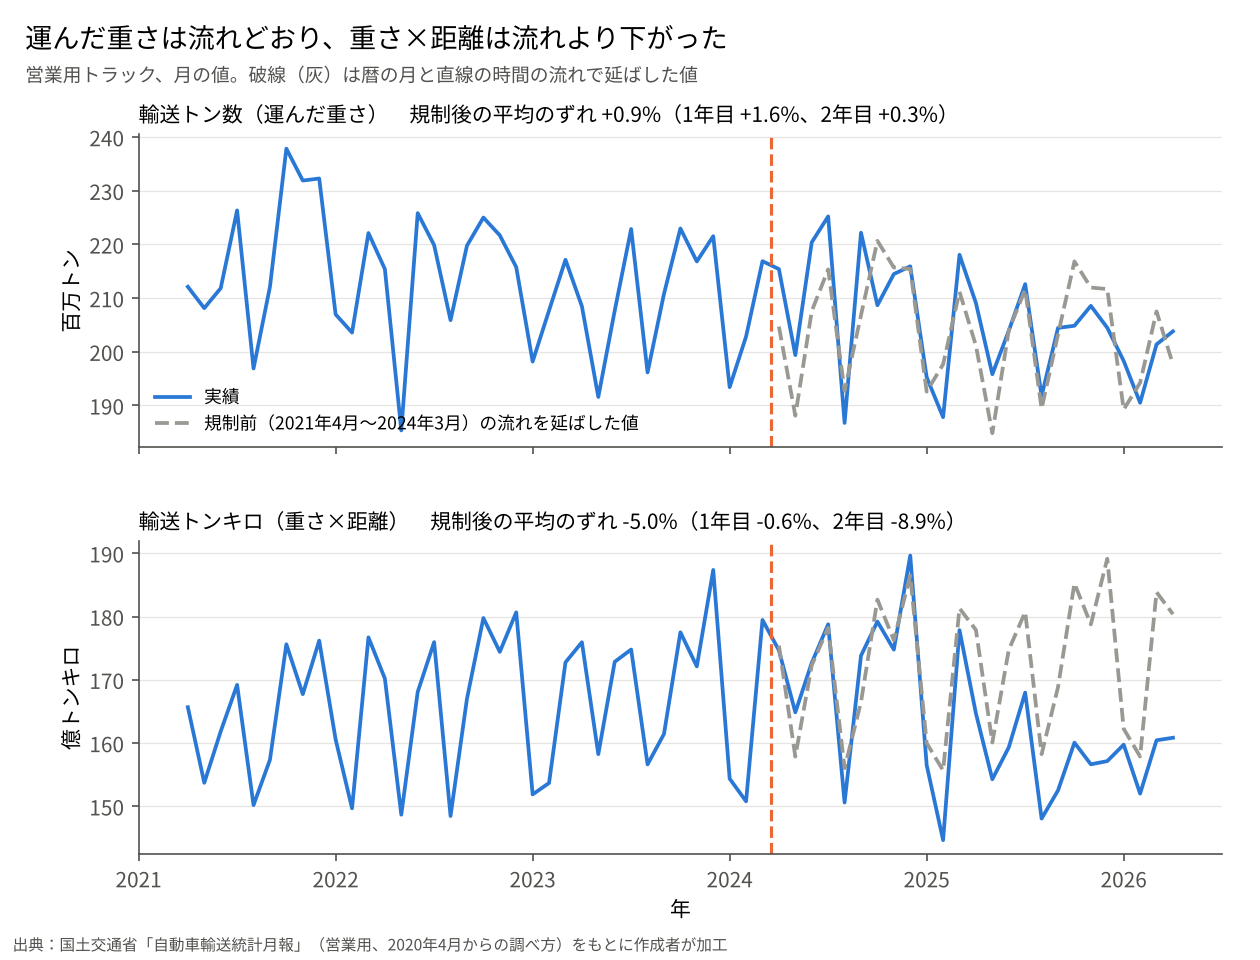 運んだ重さは流れどおり、重さ×距離は流れより下がった
営業用トラック、月の値。破線（灰）は暦の月と直線の時間の流れで延ばした値
輸送トン数（運んだ重さ）　規制後の平均のずれ +0.9%（1年目 +1.6%、2年目 +0.3%）
240
230
220
210
200
190
百万トン
実績
規制前（2021年4月～2024年3月）の流れを延ばした値
輸送トンキロ（重さ×距離）　規制後の平均のずれ -5.0%（1年目 -0.6%、2年目 -8.9%）
190
180
170
160
150
億トンキロ
2021
2022
2023
2024
2025
2026
年
出典：国土交通省「自動車輸送統計月報」（営業用、2020年4月からの調べ方）をもとに作成者が加工